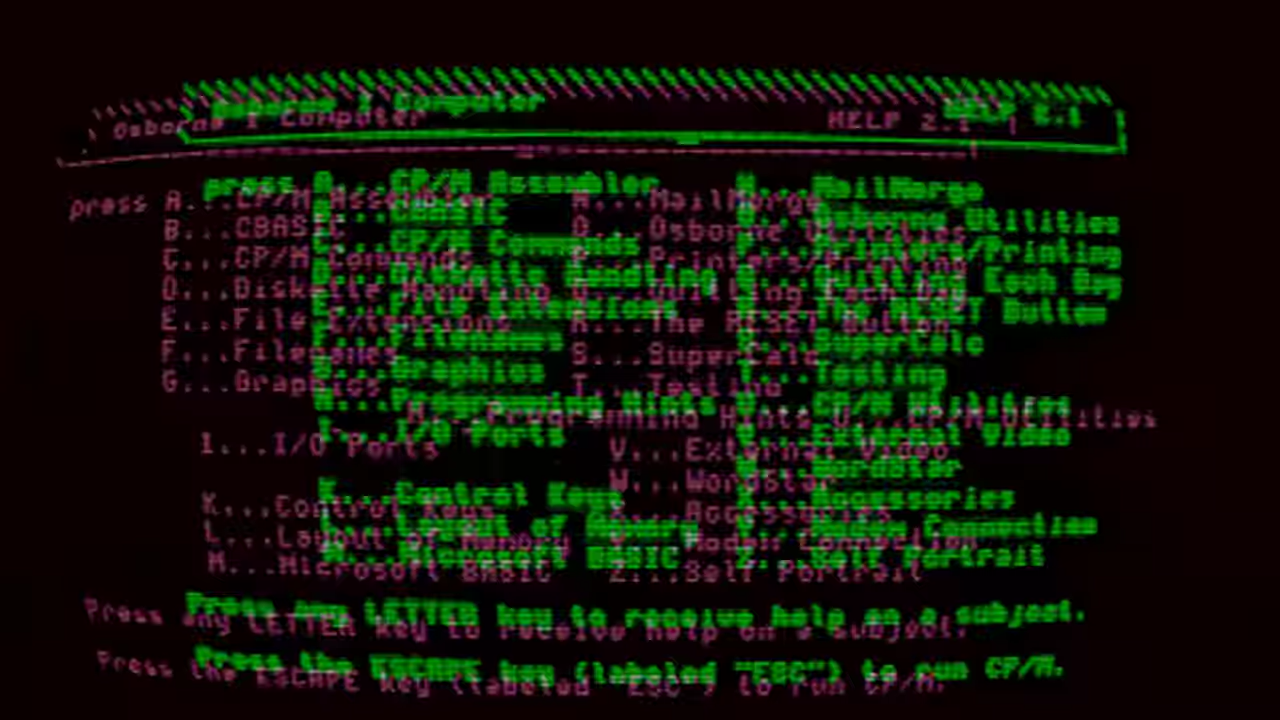 Osborne I Computer HELP 2.1
press A...CP/M Assembler N...MailMerge
B...CBASIC O...Osborne Utilities
C...CP/M Commands P...Printers/Printing
D...Diskette Handling Q...Quitting Each Day
E...File Extensions R...The RESET Button
F...Filenames S...SuperCalc
G...Graphics T...Testing
H...Programming Hints U...CP/M Utilities
I...I/O Ports V...External Video
W...WordStar
K...Control Keys X...Accessories
L...Layout of Memory Y...Modem Connection
M...Microsoft BASIC Z...Self Portrait
Press any LETTER key to receive help on a subject.
Press the ESCAPE key (labeled "ESC") to run CP/M.